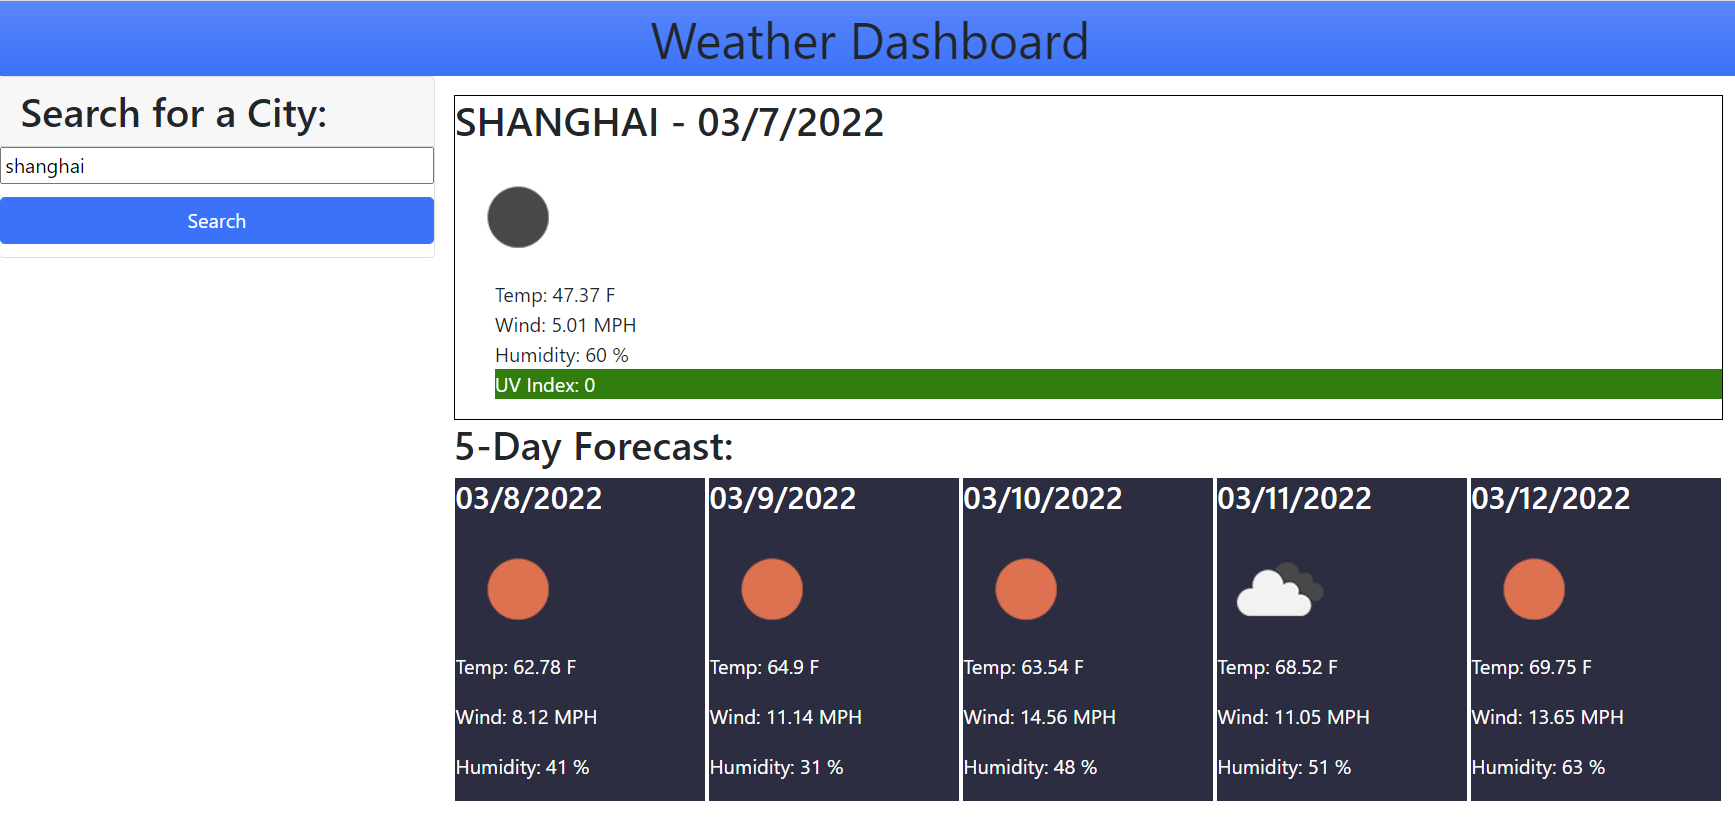 Weather Dashboard
Search for a City:
shanghai
Search
SHANGHAI - 03/7/2022
Temp: 47.37 F
Wind: 5.01 MPH
Humidity: 60 %
UV Index: 0
5-Day Forecast:
03/8/2022
Temp: 62.78 F
Wind: 8.12 MPH
Humidity: 41 %
03/9/2022
Temp: 64.9 F
Wind: 11.14 MPH
Humidity: 31 %
03/10/2022
Temp: 63.54 F
Wind: 14.56 MPH
Humidity: 48 %
03/11/2022
Temp: 68.52 F
Wind: 11.05 MPH
Humidity: 51 %
03/12/2022
Temp: 69.75 F
Wind: 13.65 MPH
Humidity: 63 %